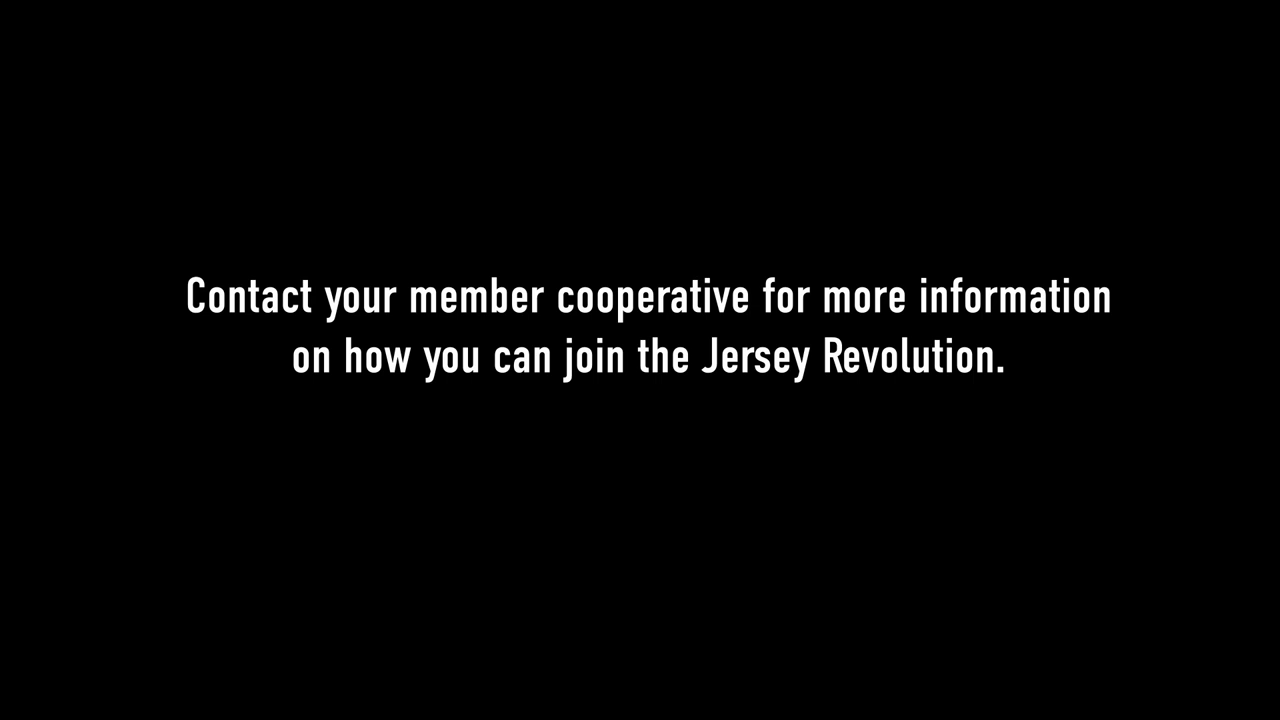 Contact your member cooperative for more information
on how you can join the Jersey Revolution.